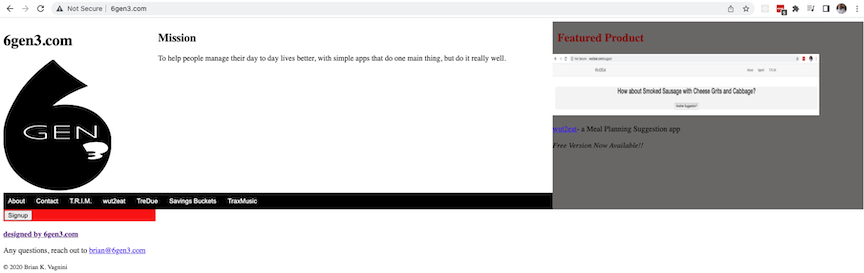 Not Secure | 6gen3.com
6gen3.com
GEN
3
Mission
To help people manage their day to day lives better, with simple apps that do one main thing, but do it really well.
Featured Product
How about Smoked Sausage with Cheese Grits and Cabbage?
wut2eat- a Meal Planning Suggestion app
Free Version Now Available!!
About Contact T.R.I.M. wut2eat TreDue Savings Buckets TraxMusic
Signup
designed by 6gen3.com
Any questions, reach out to brian@6gen3.com
© 2020 Brian K. Vagnini